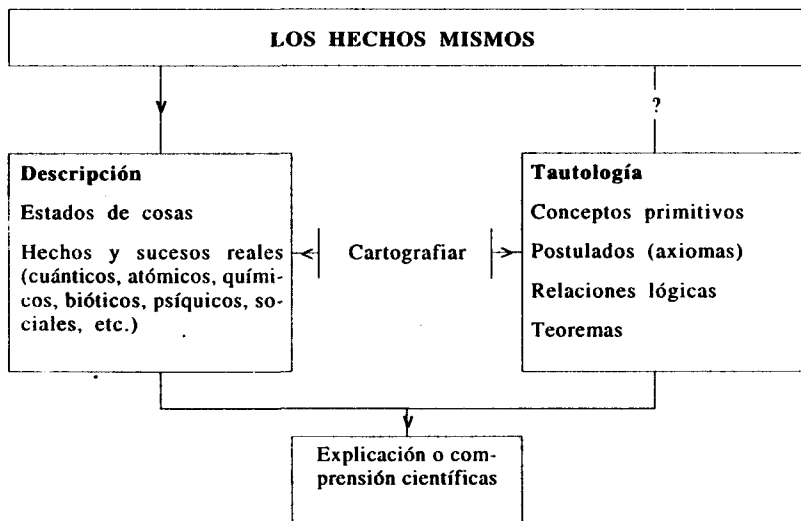 LOS HECHOS MISMOS
?
Descripción
Estados de cosas
Hechos y sucesos reales
(cuánticos, atómicos, quími-
cos, bióticos, psíquicos, so-
ciales, etc.)
Cartografiar
Tautología
Conceptos primitivos
Postulados (axiomas)
Relaciones lógicas
Teoremas
Explicación o com-
prensión científicas